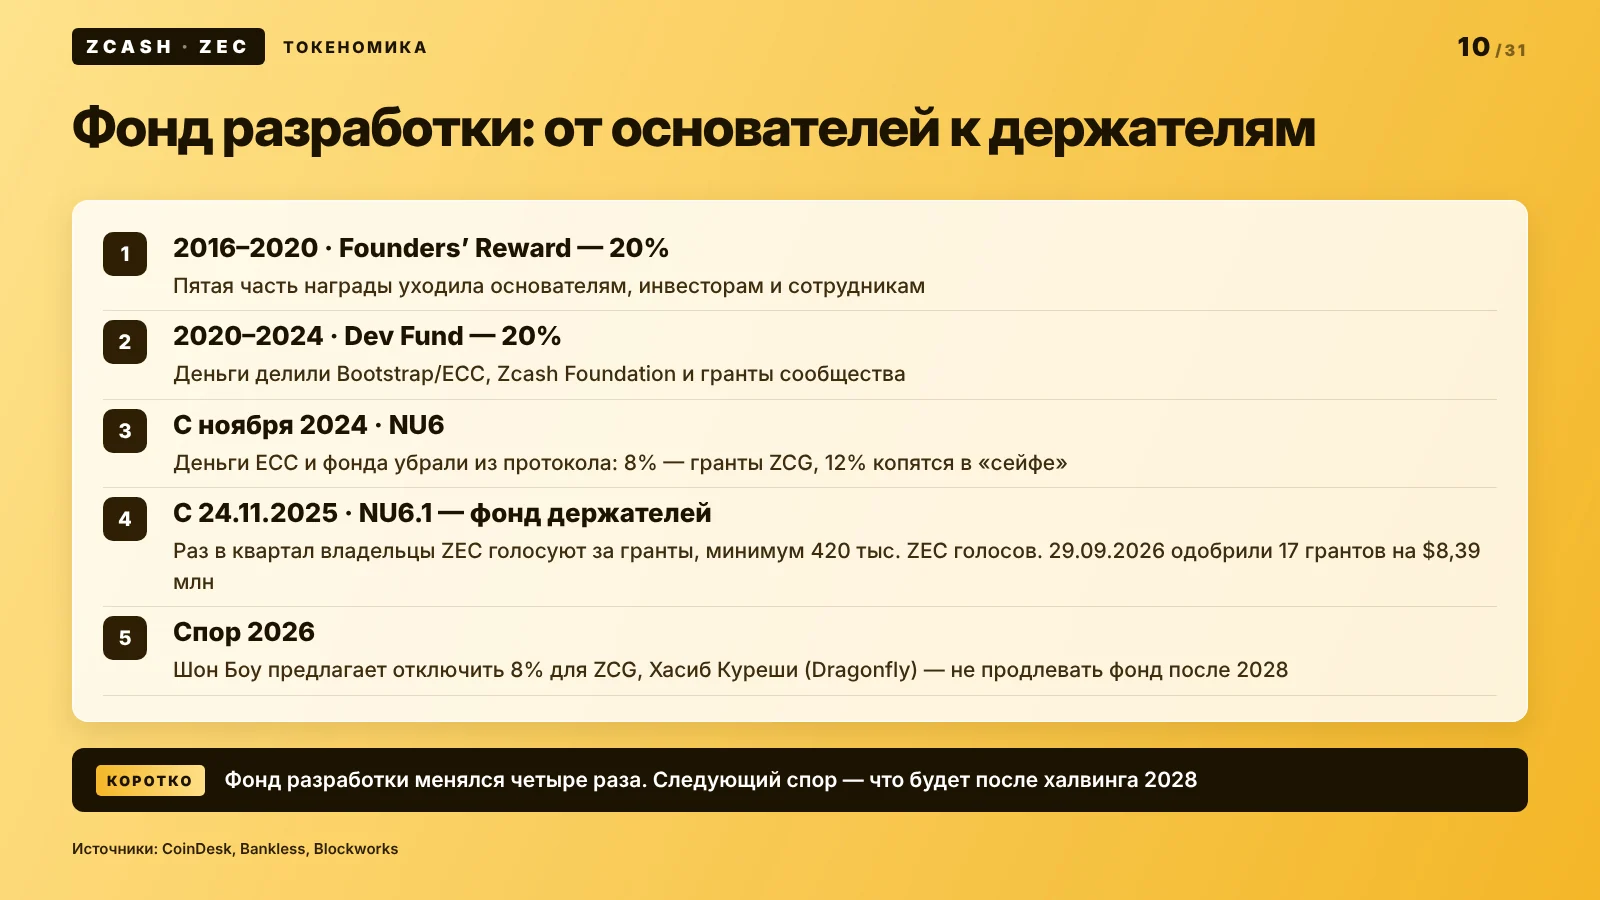 ZCASH · ZEC ТОКЕНОМИКА 10 /31
Фонд разработки: от основателей к держателям
1 2016–2020 · Founders’ Reward — 20%
Пятая часть награды уходила основателям, инвесторам и сотрудникам
2 2020–2024 · Dev Fund — 20%
Деньги делили Bootstrap/ECC, Zcash Foundation и гранты сообщества
3 С ноября 2024 · NU6
Деньги ECC и фонда убрали из протокола: 8% — гранты ZCG, 12% копятся в «сейфе»
4 С 24.11.2025 · NU6.1 — фонд держателей
Раз в квартал владельцы ZEC голосуют за гранты, минимум 420 тыс. ZEC голосов. 29.09.2026 одобрили 17 грантов на $8,39
млн
5 Спор 2026
Шон Боу предлагает отключить 8% для ZCG, Хасиб Куреши (Dragonfly) — не продлевать фонд после 2028
КОРОТКО Фонд разработки менялся четыре раза. Следующий спор — что будет после халвинга 2028
Источники: CoinDesk, Bankless, Blockworks